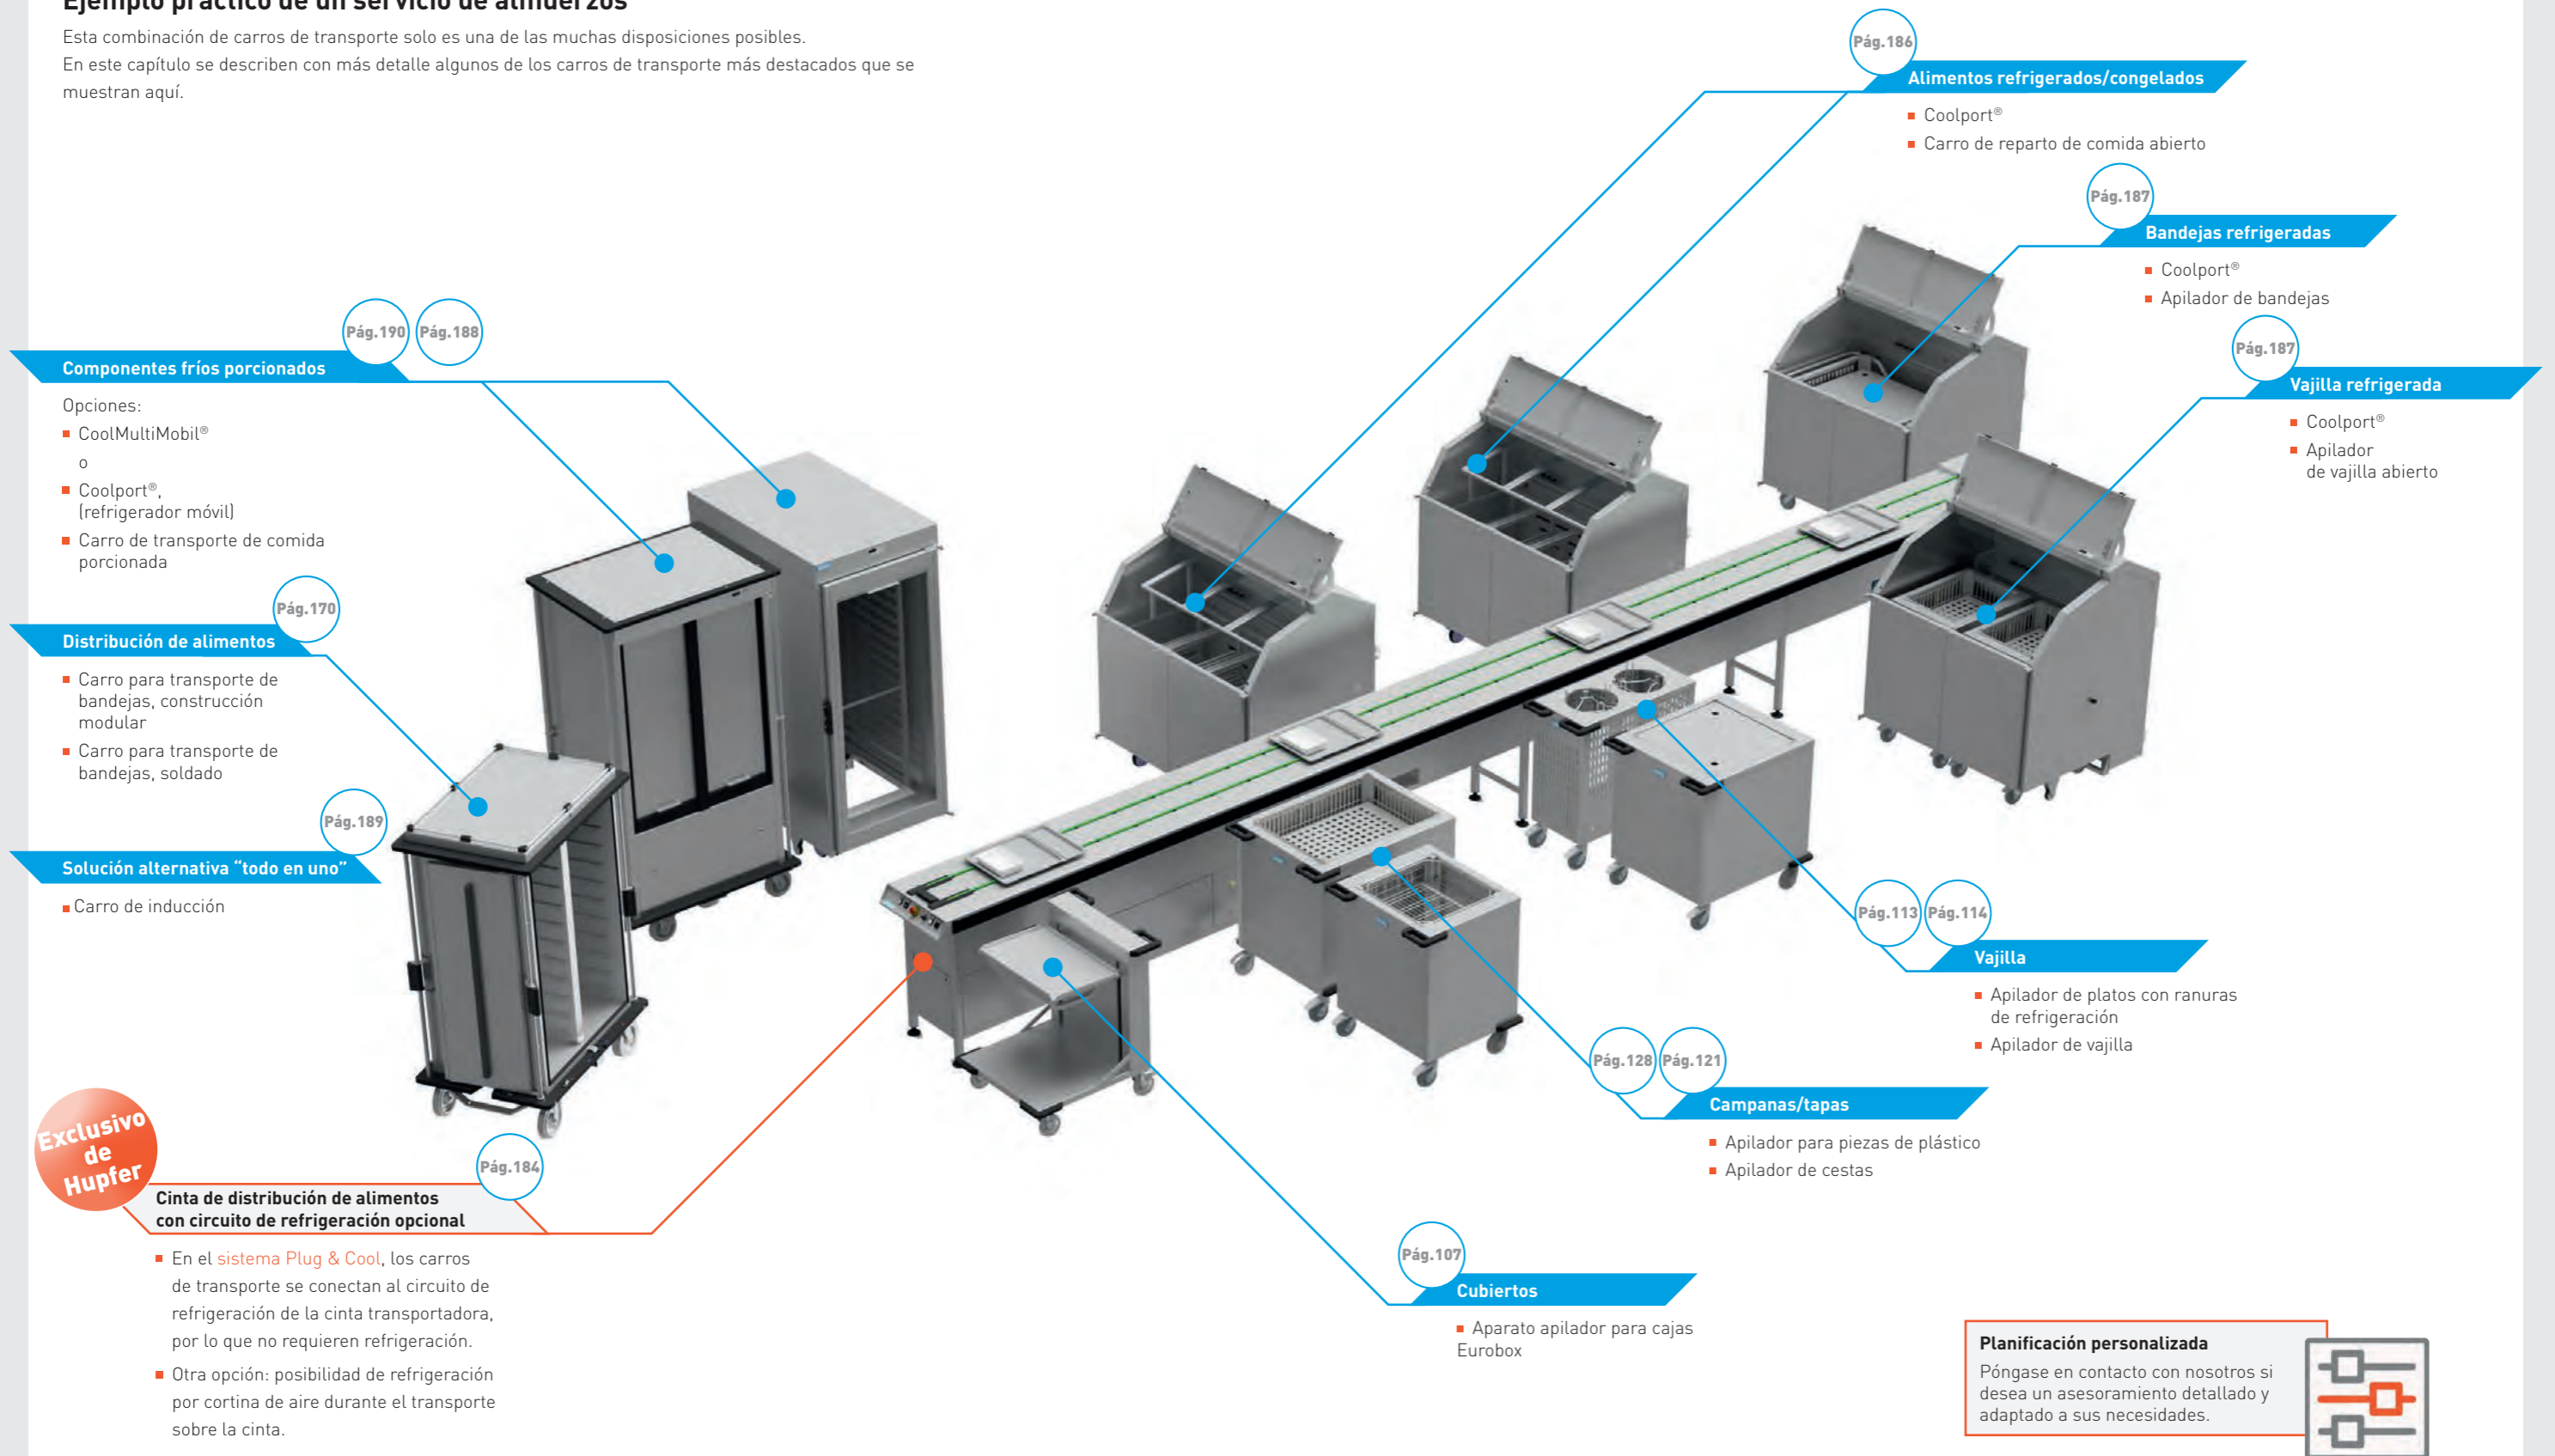 Ejemplo práctico de un servicio de almuerzos
Esta combinación de carros de transporte solo es una de las muchas disposiciones posibles.
En este capítulo se describen con más detalle algunos de los carros de transporte más destacados que se
muestran aquí.
Pág.186
Alimentos refrigerados/congelados
Coolport®
Carro de reparto de comida abierto
Pág.187
Bandejas refrigeradas
Coolport®
Apilador de bandejas
Pág.187
Vajilla refrigerada
Coolport®
Apilador
de vajilla abierto
Pág.190 Pág.188
Componentes fríos porcionados
Opciones:
CoolMultiMobil®
o
Coolport®,
(refrigerador móvil)
Carro de transporte de comida
porcionada
Pág.170
Distribución de alimentos
Carro para transporte de
bandejas, construcción
modular
Carro para transporte de
bandejas, soldado
Pág.189
Solución alternativa “todo en uno”
Carro de inducción
Pág.113 Pág.114
Vajilla
Apilador de platos con ranuras
de refrigeración
Apilador de vajilla
Pág.128 Pág.121
Campanas/tapas
Apilador para piezas de plástico
Apilador de cestas
Exclusivo
de
Hupfer
Pág.184
Cinta de distribución de alimentos
con circuito de refrigeración opcional
En el sistema Plug & Cool, los carros
de transporte se conectan al circuito de
refrigeración de la cinta transportadora,
por lo que no requieren refrigeración.
Otra opción: posibilidad de refrigeración
por cortina de aire durante el transporte
sobre la cinta.
Pág.107
Cubiertos
Aparato apilador para cajas
Eurobox
Planificación personalizada
Póngase en contacto con nosotros si
desea un asesoramiento detallado y
adaptado a sus necesidades.